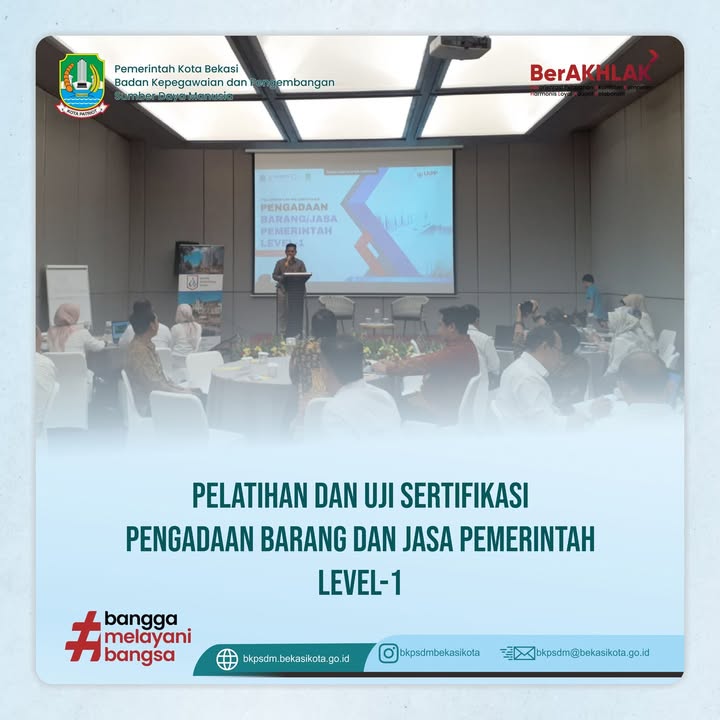 Pemerintah Kota Bekasi
Badan Kepegawaian dan Pengembangan
Sumber Daya Manusia
KOTA PATRIOT
BerAKHLAK
PENGADAAN
BARANG/JASA
PEMERINTAH
LEVEL-1
PELATIHAN DAN UJI SERTIFIKASI
PENGADAAN BARANG DAN JASA PEMERINTAH
LEVEL-1
#bangga
melayani
bangsa
bkpsdm.bekasikota.go.id
bkpsdmbekasikota
bkpsdm@bekasikota.go.id